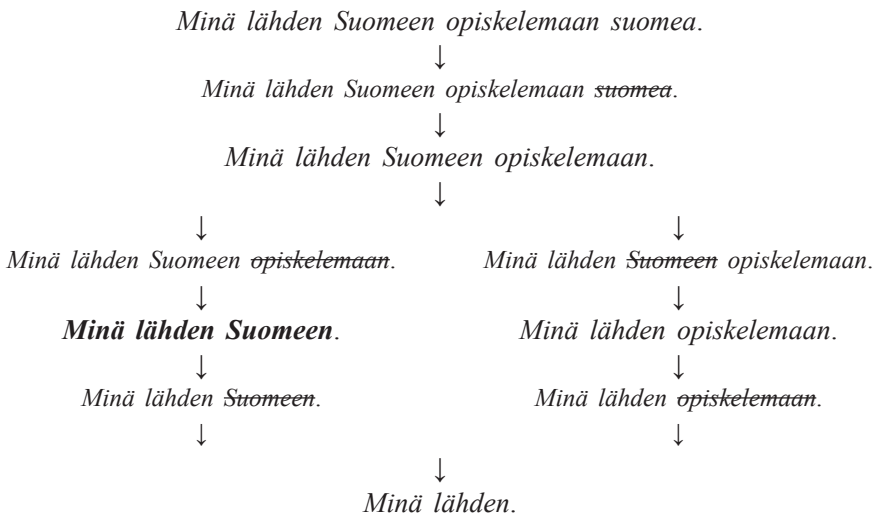 Minä lähden Suomeen opiskelemaan suomea.
↓
Minä lähden Suomeen opiskelemaan suomea.
↓
Minä lähden Suomeen opiskelemaan.
↓
↓ ↓
Minä lähden Suomeen opiskelemaan. Minä lähden Suomeen opiskelemaan.
↓ ↓
Minä lähden Suomeen. Minä lähden opiskelemaan.
↓ ↓
Minä lähden Suomeen. Minä lähden opiskelemaan.
↓ ↓
↓
Minä lähden.